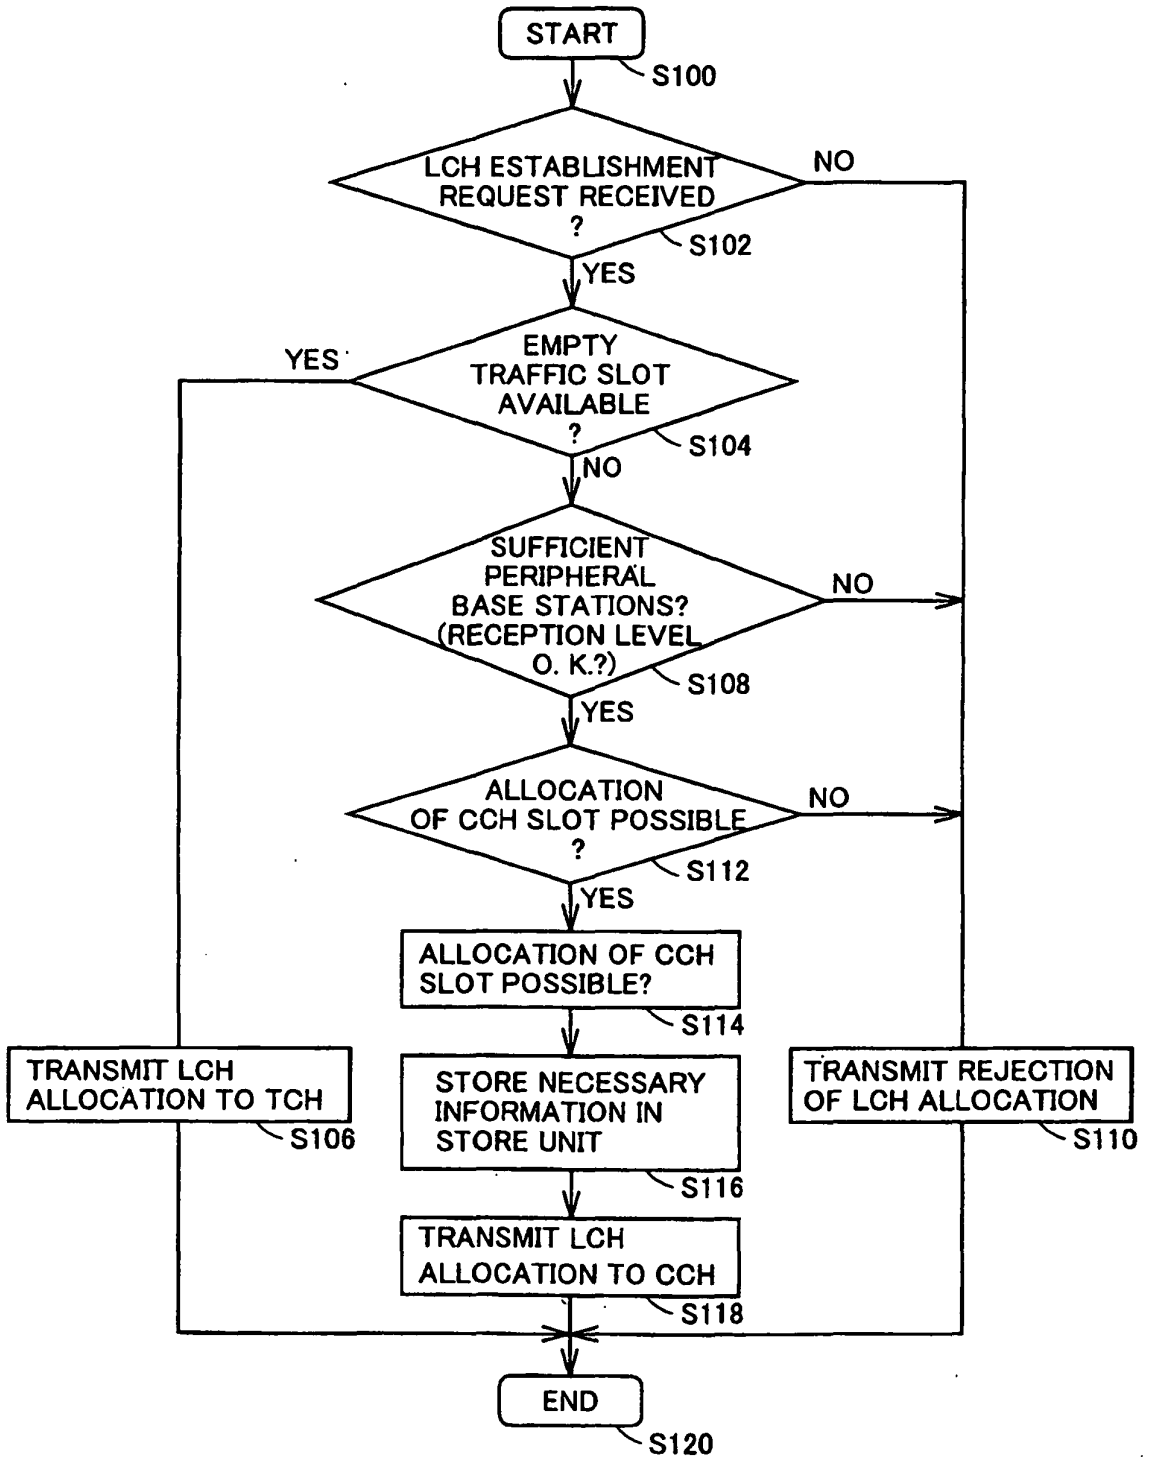 START
S100
LCH ESTABLISHMENT
REQUEST RECEIVED
?
NO
S102
YES
EMPTY
TRAFFIC SLOT
AVAILABLE
?
YES
S104
NO
SUFFICIENT
PERIPHERAL
BASE STATIONS?
(RECEPTION LEVEL
O. K.?)
NO
S108
YES
ALLOCATION
OF CCH SLOT POSSIBLE
?
NO
S112
YES
ALLOCATION OF CCH
SLOT POSSIBLE?
S114
TRANSMIT LCH
ALLOCATION TO TCH
S106
STORE NECESSARY
INFORMATION IN
STORE UNIT
S116
TRANSMIT REJECTION
OF LCH ALLOCATION
S110
TRANSMIT LCH
ALLOCATION TO CCH
S118
END
S120